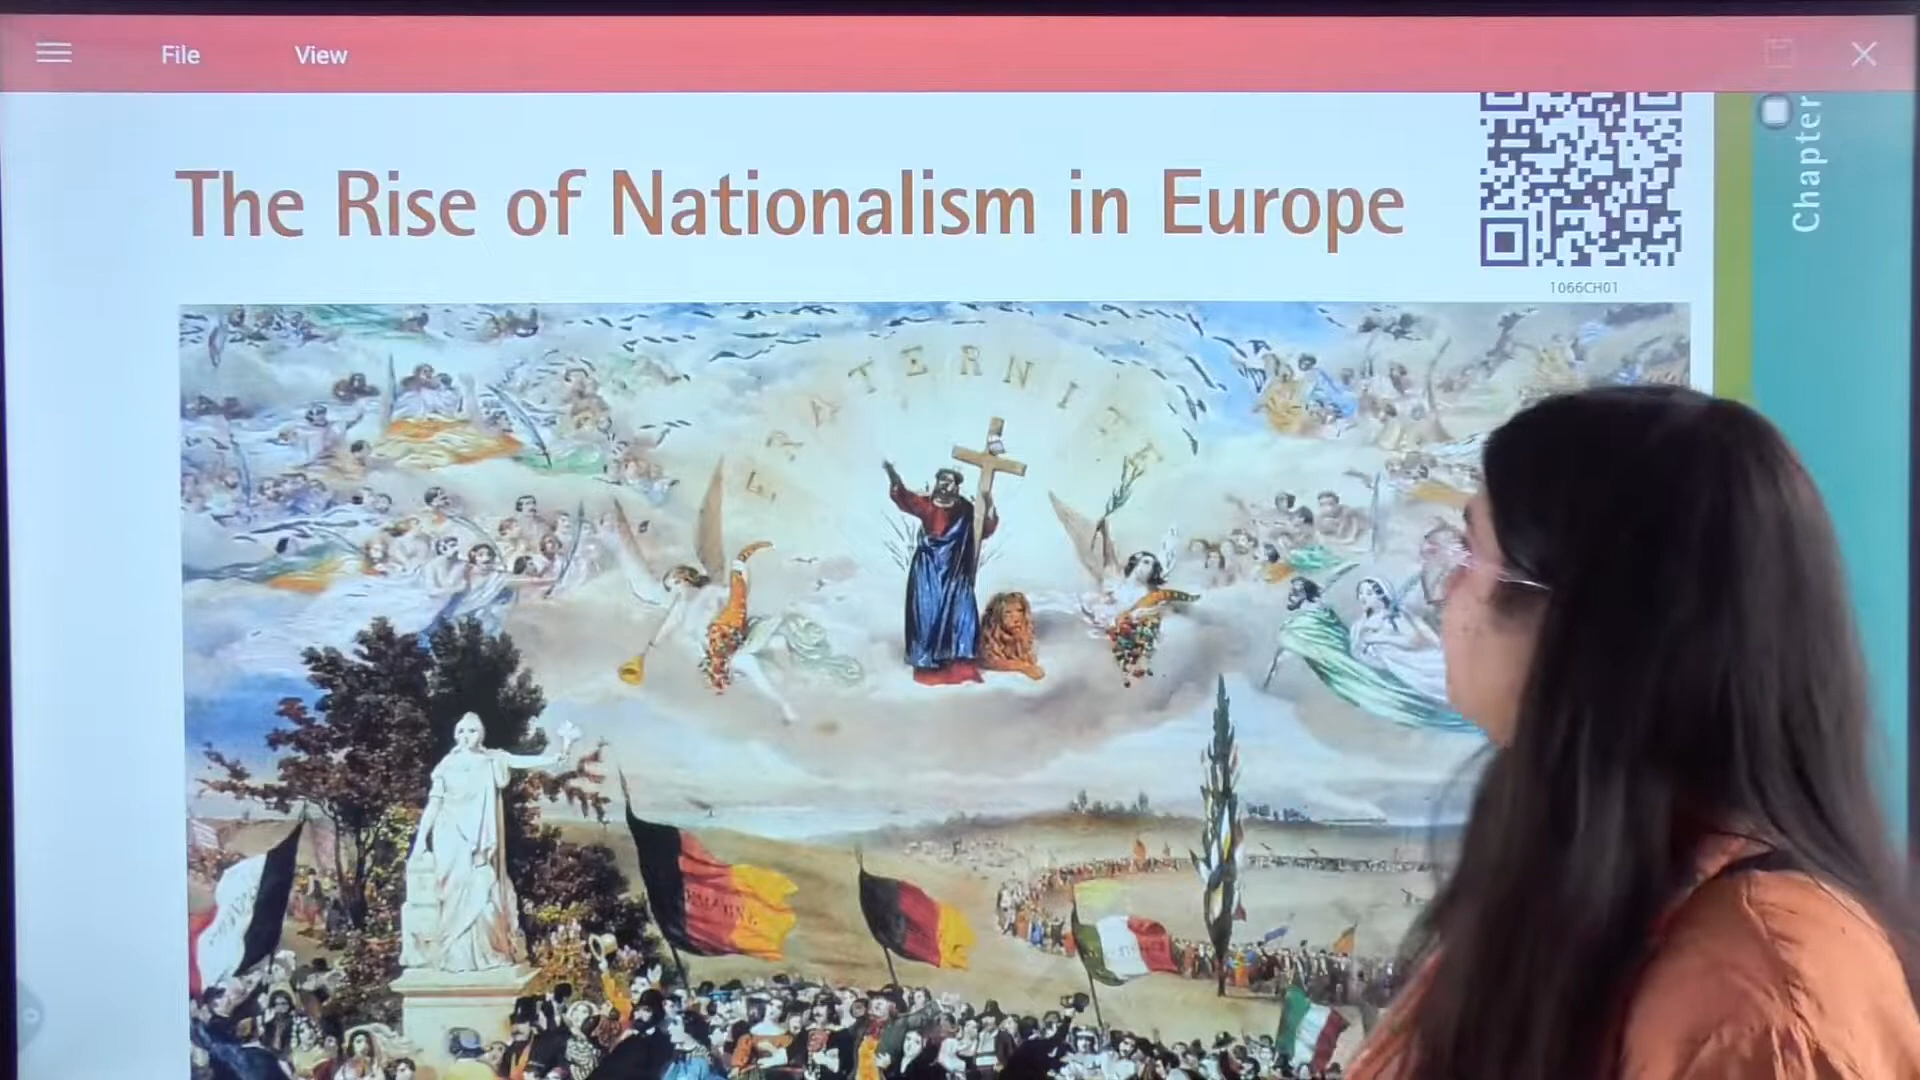 File View
Chapter
The Rise of Nationalism in Europe
1066CH01
FRATERNITE